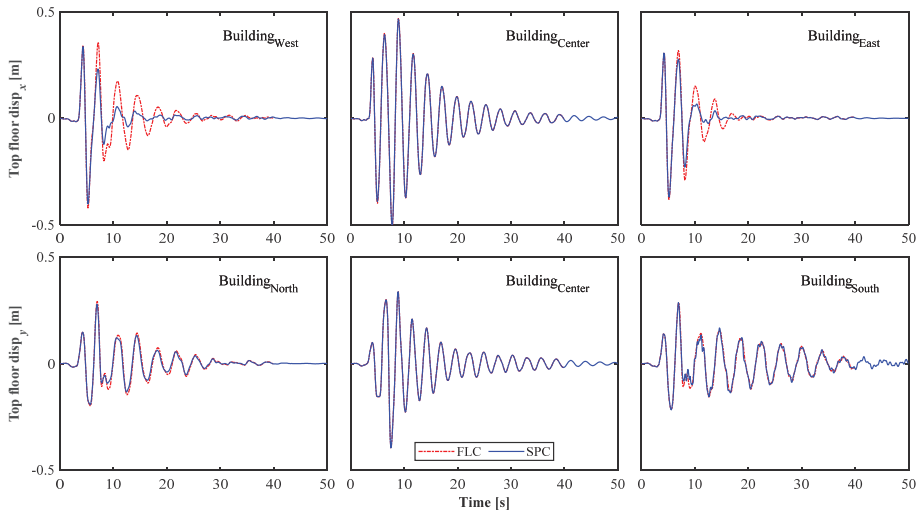 0.5
0
-0.5
Top floor disp_x [m]
Building_West
0 10 20 30 40 50
Building_Center
0 10 20 30 40 50
Building_East
0 10 20 30 40 50
0.5
0
-0.5
Top floor disp_y [m]
Building_North
0 10 20 30 40 50
Building_Center
FLC SPC
0 10 20 30 40 50
Building_South
0 10 20 30 40 50
Time [s]